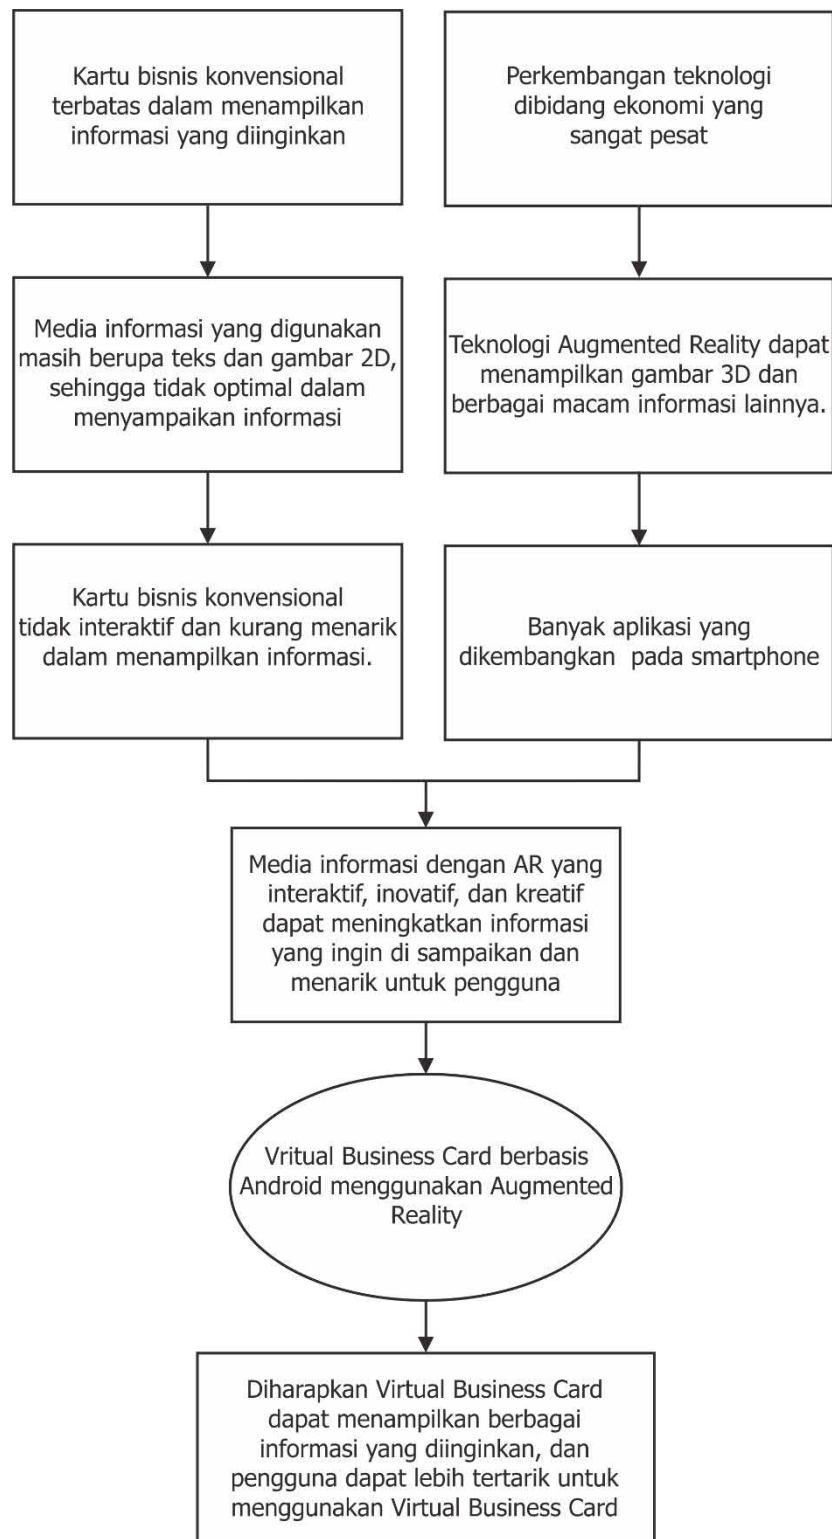 Kartu bisnis konvensional
terbatas dalam menampilkan
informasi yang diinginkan
Perkembangan teknologi
dibidang ekonomi yang
sangat pesat
Media informasi yang digunakan
masih berupa teks dan gambar 2D,
sehingga tidak optimal dalam
menyampaikan informasi
Teknologi Augmented Reality dapat
menampilkan gambar 3D dan
berbagai macam informasi lainnya.
Kartu bisnis konvensional
tidak interaktif dan kurang menarik
dalam menampilkan informasi.
Banyak aplikasi yang
dikembangkan  pada smartphone
Media informasi dengan AR yang
interaktif, inovatif, dan kreatif
dapat meningkatkan informasi
yang ingin di sampaikan dan
menarik untuk pengguna
Vritual Business Card berbasis
Android menggunakan Augmented
Reality
Diharapkan Virtual Business Card
dapat menampilkan berbagai
informasi yang diinginkan, dan
pengguna dapat lebih tertarik untuk
menggunakan Virtual Business Card